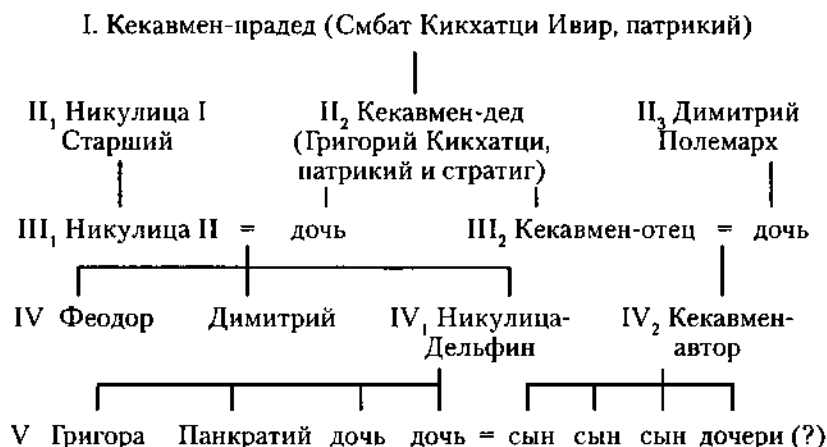 I. Кекавмен-прадед (Смбат Кикхатци Ивир, патрикий)
II₁ Никулица I II₂ Кекавмен-дед II₃ Димитрий
Старший (Григорий Кикхатци, Полемарх
патрикий и стратиг)
III₁ Никулица II = дочь III₂ Кекавмен-отец = дочь
IV Феодор Димитрий IV₁ Никулица- IV₂ Кекавмен-
Дельфин автор
V Григора Панкратий дочь дочь = сын сын сын дочери (?)